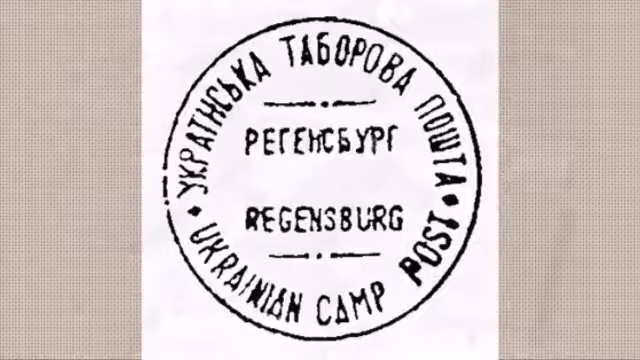 УКРАЇНСЬКА ТАБОРОВА ПОШТА
РЕГЕНСБУРГ
REGENSBURG
UKRAINIAN CAMP POST